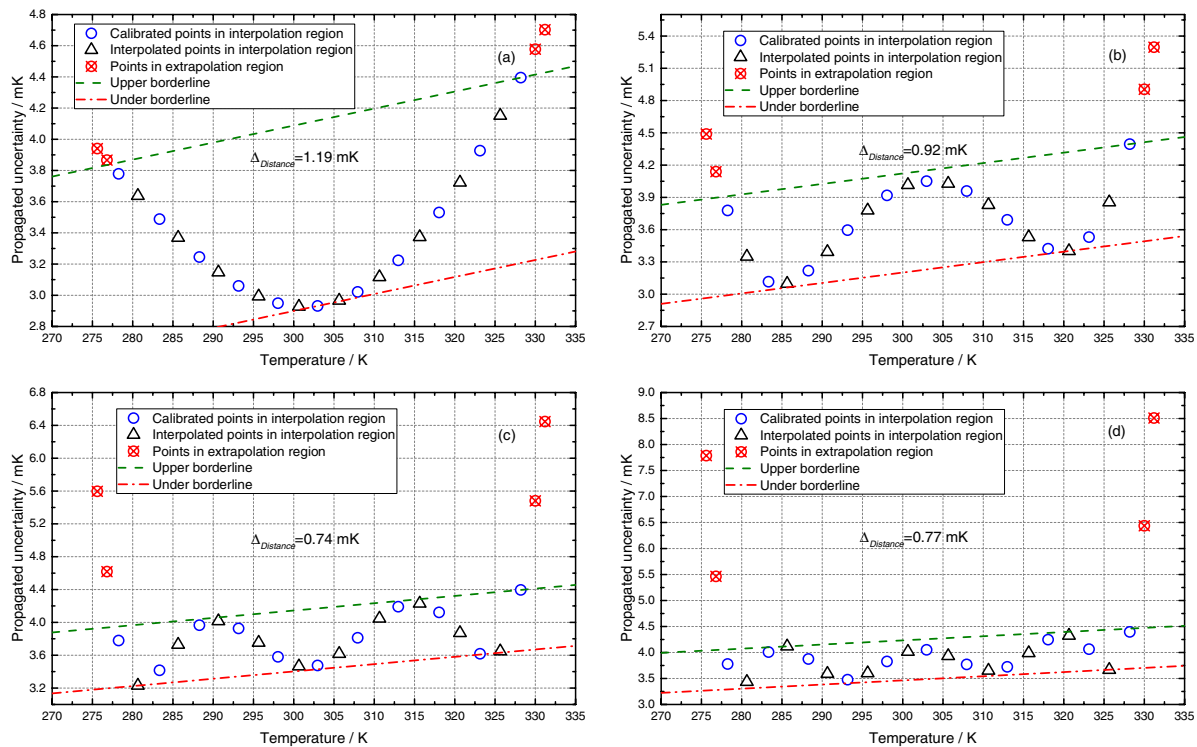 4.8
4.6
4.4
4.2
4.0
3.8
3.6
3.4
3.2
3.0
2.8
Propagated uncertainty / mK
Calibrated points in interpolation region
Interpolated points in interpolation region
Points in extrapolation region
Upper borderline
Under borderline
(a)
Δ Distance=1.19 mK
270 275 280 285 290 295 300 305 310 315 320 325 330 335
Temperature / K
5.4
5.1
4.8
4.5
4.2
3.9
3.6
3.3
3.0
2.7
Propagated uncertainty / mK
Calibrated points in interpolation region
Interpolated points in interpolation region
Points in extrapolation region
Upper borderline
Under borderline
(b)
Δ Distance=0.92 mK
270 275 280 285 290 295 300 305 310 315 320 325 330 335
Temperature / K
6.8
6.4
6.0
5.6
5.2
4.8
4.4
4.0
3.6
3.2
Propagated uncertainty / mK
Calibrated points in interpolation region
Interpolated points in interpolation region
Points in extrapolation region
Upper borderline
Under borderline
(c)
Δ Distance=0.74 mK
270 275 280 285 290 295 300 305 310 315 320 325 330 335
Temperature / K
9.0
8.5
8.0
7.5
7.0
6.5
6.0
5.5
5.0
4.5
4.0
3.5
3.0
Propagated uncertainty / mK
Calibrated points in interpolation region
Interpolated points in interpolation region
Points in extrapolation region
Upper borderline
Under borderline
(d)
Δ Distance=0.77 mK
270 275 280 285 290 295 300 305 310 315 320 325 330 335
Temperature / K